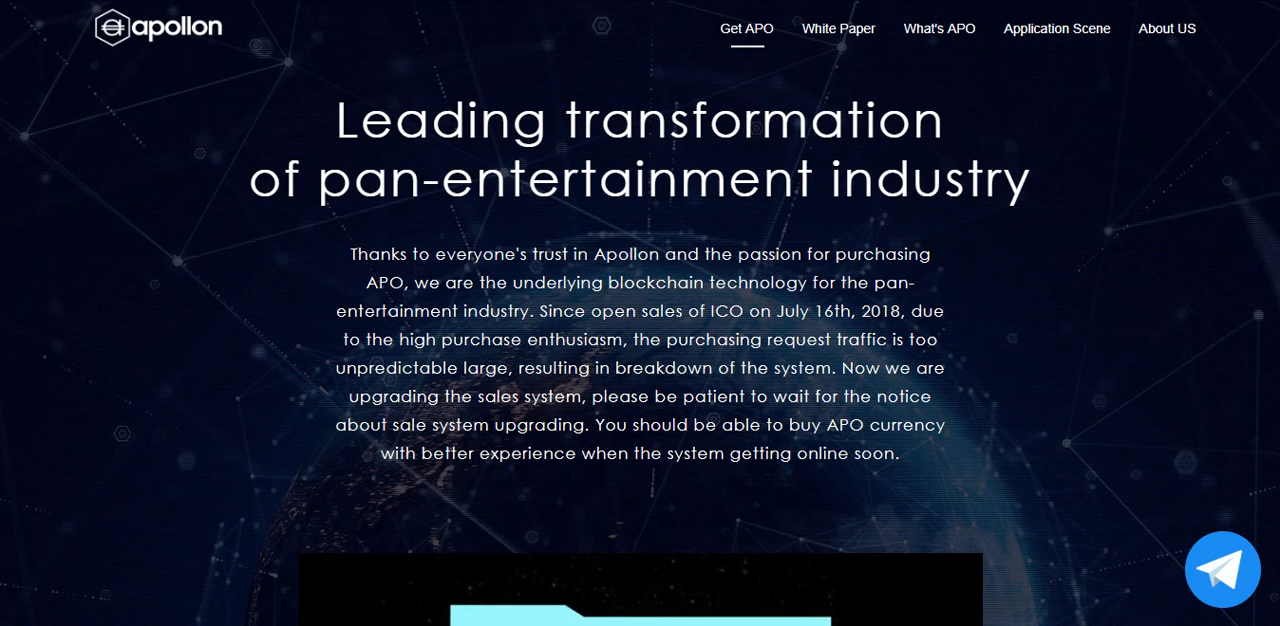 apollon
Get APO
White Paper
What's APO
Application Scene
About US
Leading transformation
of pan-entertainment industry
Thanks to everyone's trust in Apollon and the passion for purchasing
APO, we are the underlying blockchain technology for the pan-
entertainment industry. Since open sales of ICO on July 16th, 2018, due
to the high purchase enthusiasm, the purchasing request traffic is too
unpredictable large, resulting in breakdown of the system. Now we are
upgrading the sales system, please be patient to wait for the notice
about sale system upgrading. You should be able to buy APO currency
with better experience when the system getting online soon.